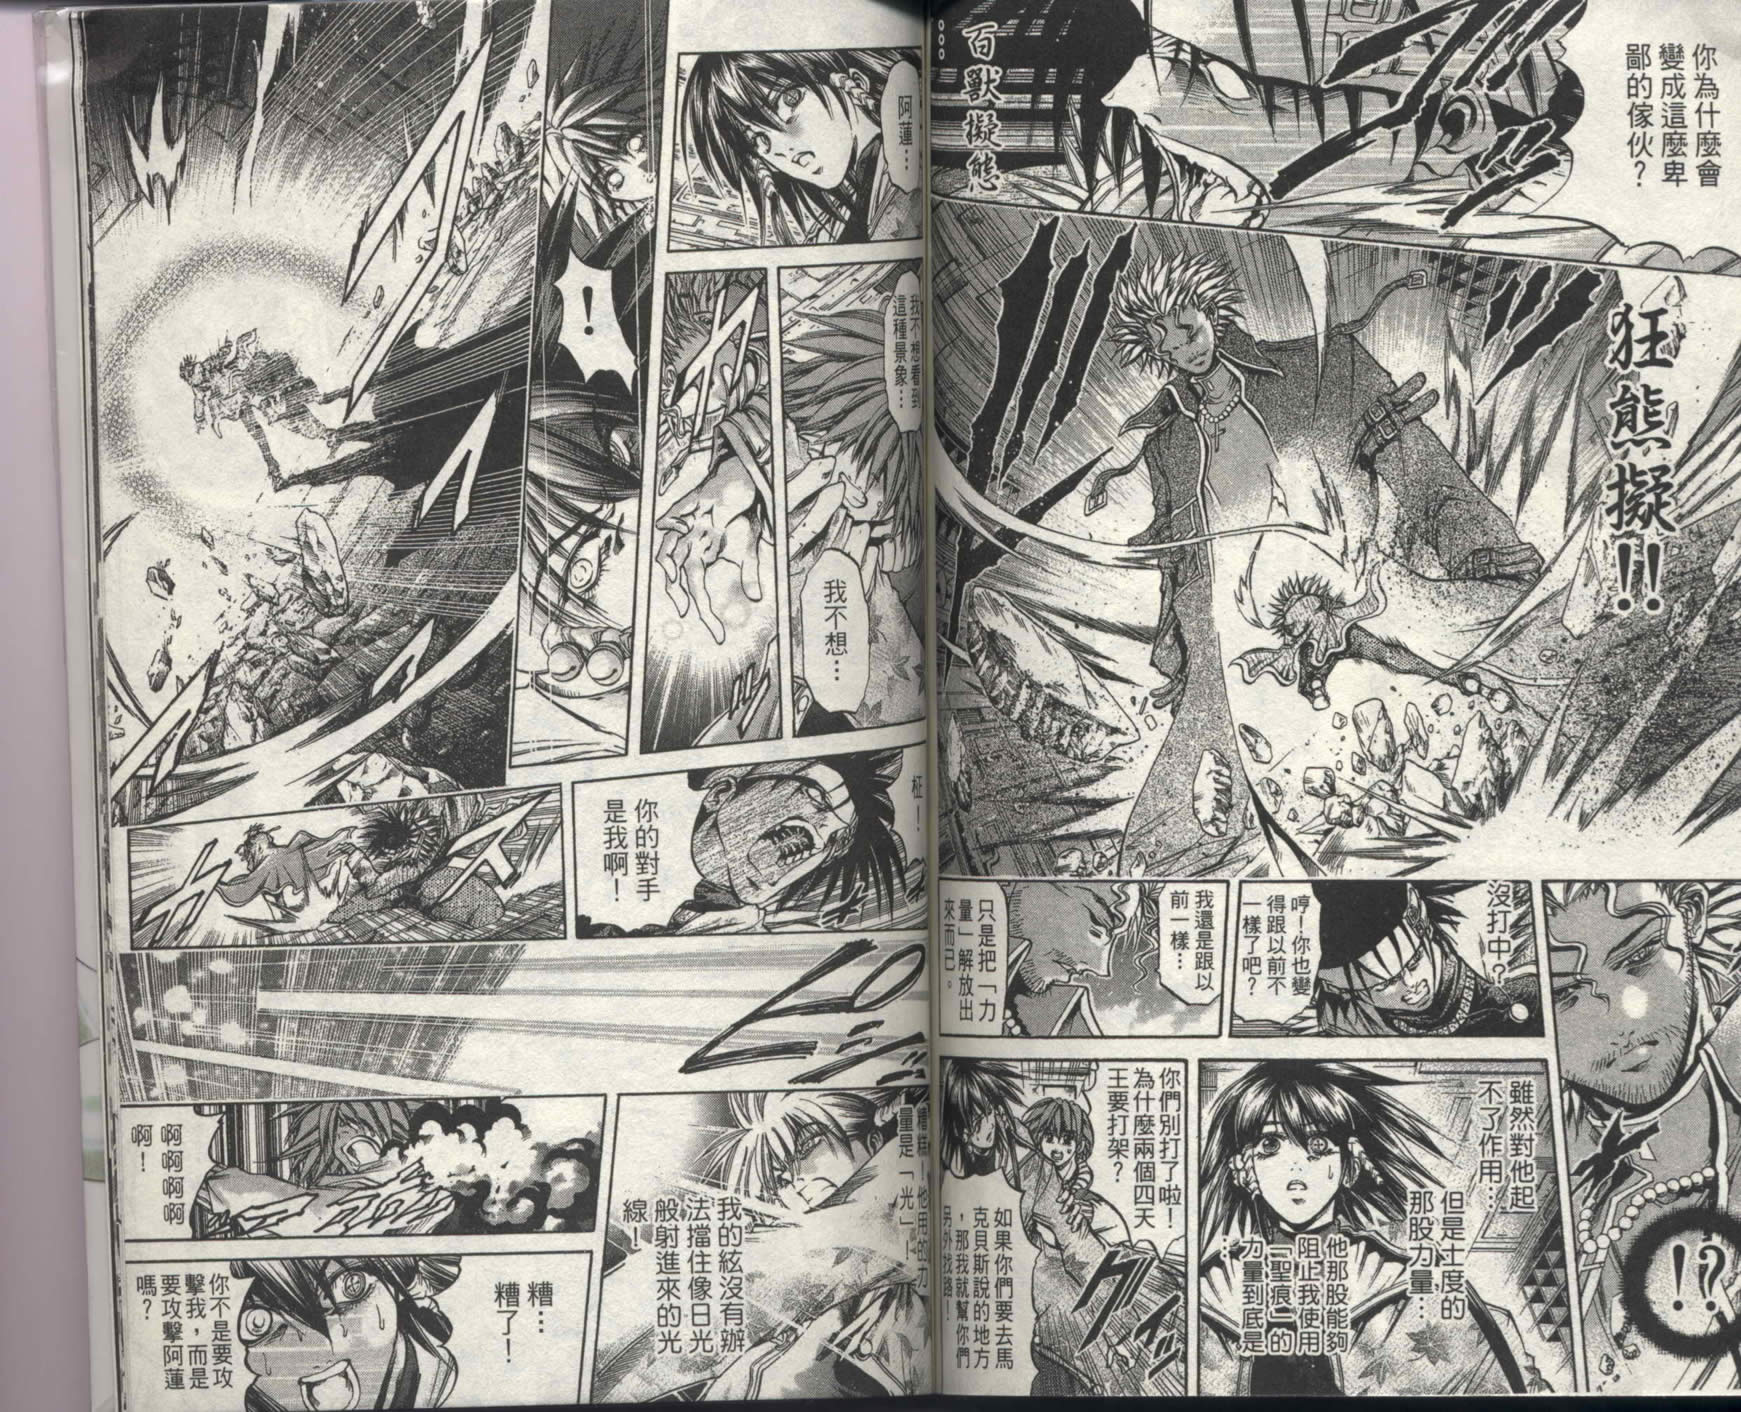 你為什麼會
變成這麼卑
鄙的傢伙？
百獸擬態
…
狂熊擬!!
!?
沒打中？
哼！你也變
得跟以前不
一樣了吧？
我還是跟以
前一樣…
只是把「力
量」解放出
來而已。
雖然對他起
不了作用…
但是土度的
那股力量…
他那股能夠
阻止我使用
「聖痕」的
力量到底是
…
你們別打了啦！
為什麼兩個四天
王要打架？
如果你們要去馬
克貝斯說的地方
，那我就幫你們
另外找路！
阿蓮…
我不想看到
這種景象…
我不想…
！
柾！
你的對手
是我啊！
糟糕！他用的力
量是「光」！
我的絃沒有辦
法擋住像日光
般射進來的光
線！
啊啊啊啊
啊！
糟…
糟了！
你不是要攻
擊我，而是
要攻擊阿蓮
嗎？